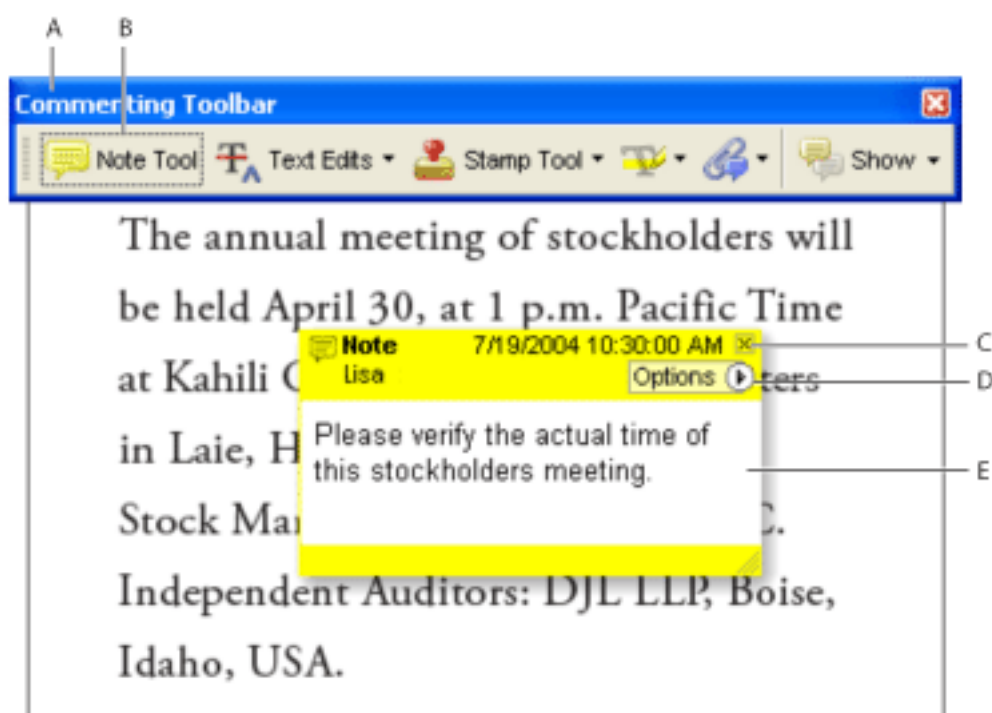 A B
Commenting Toolbar
Note Tool Text Edits Stamp Tool Show
The annual meeting of stockholders will
be held April 30, at 1 p.m. Pacific Time
Note 7/19/2004 10:30:00 AM C
at Kahili
Lisa Options D
in Laie, H
Please verify the actual time of
this stockholders meeting. E
Stock Mar C.
Independent Auditors: DJL LLP, Boise,
Idaho, USA.